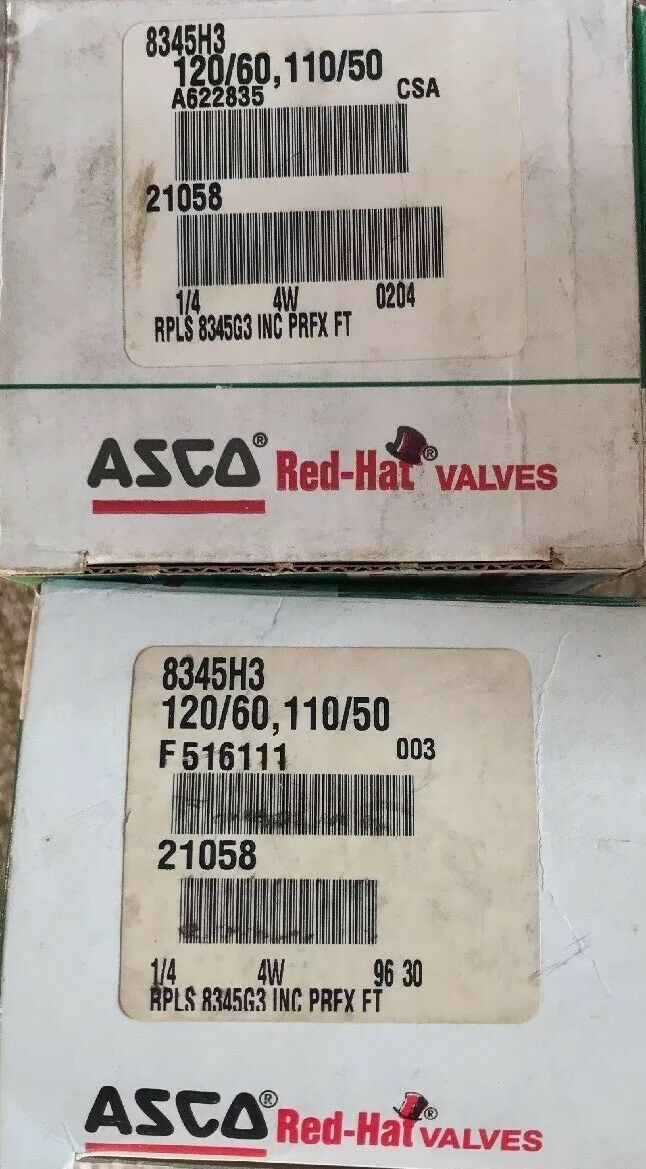 8345H3
120/60,110/50
A622835 CSA
21058
1/4 4W 0204
RPLS 8345G3 INC PRFX FT
ASCO® Red-Hat® VALVES
8345H3
120/60,110/50
F516111 003
21058
1/4 4W 96 30
RPLS 8345G3 INC PRFX FT
ASCO® Red-Hat® VALVES